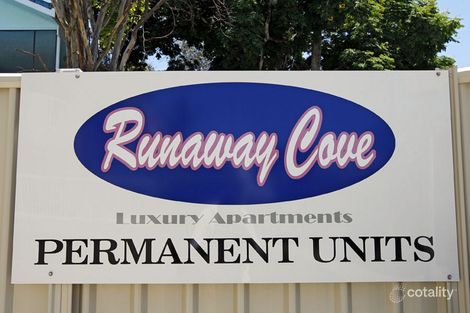 Runaway Cove
Luxury Apartments
PERMANENT UNITS
cotality